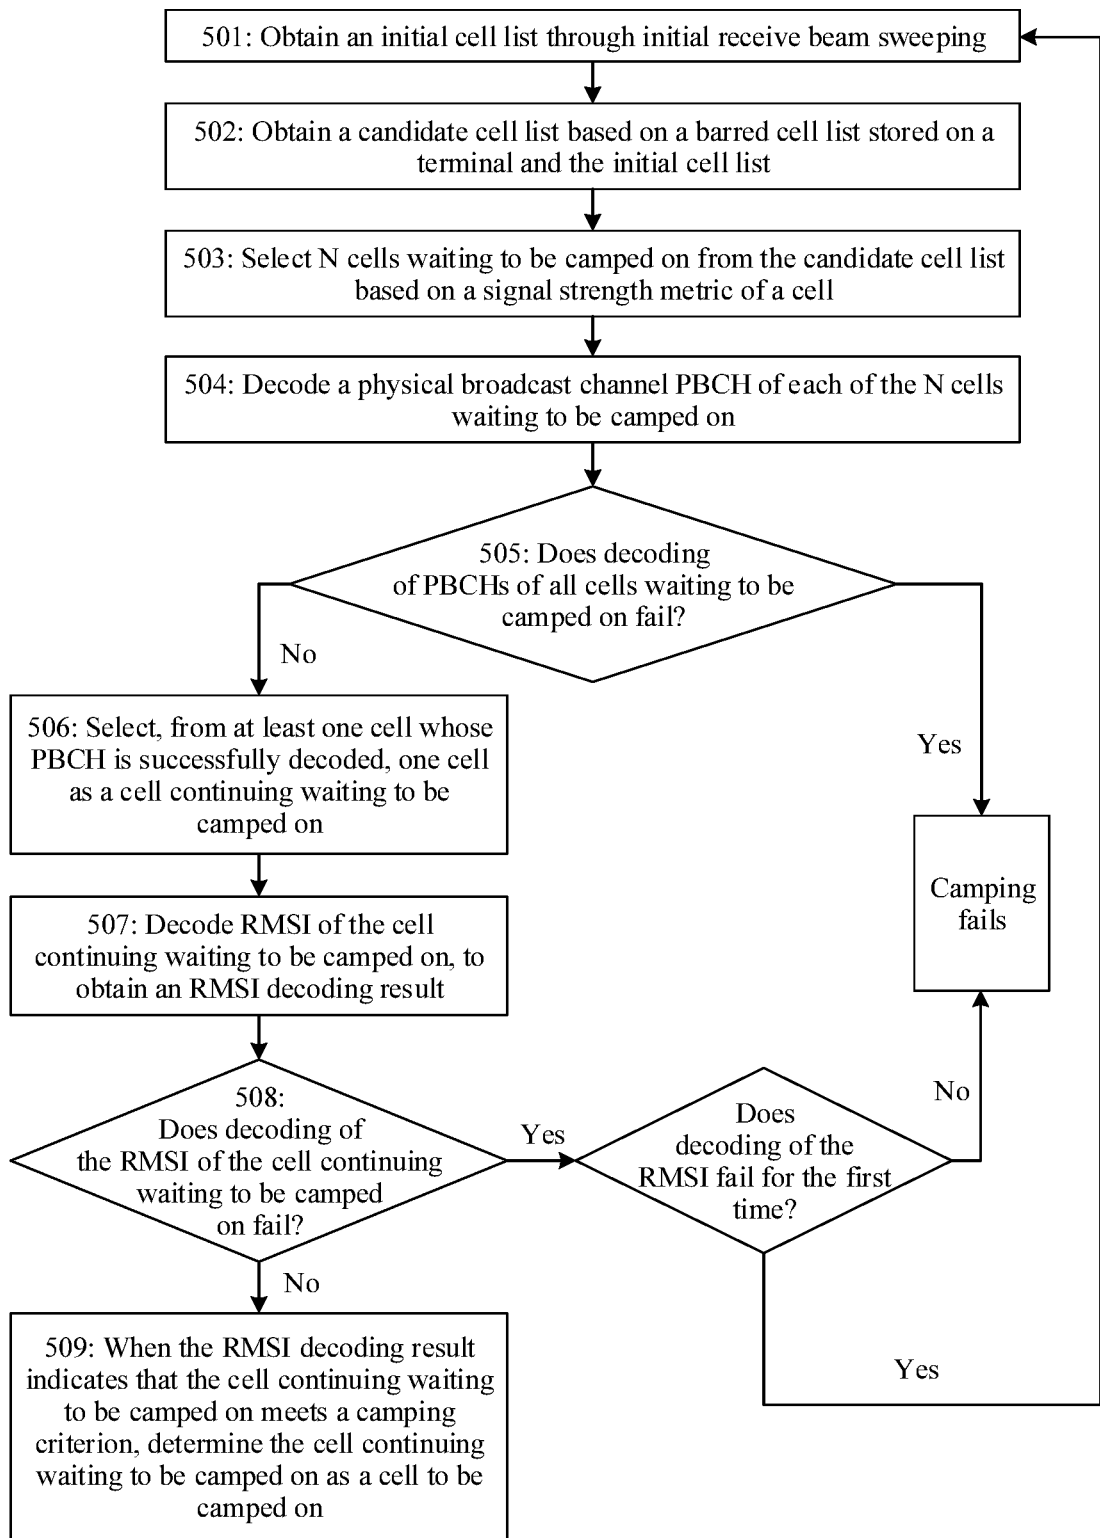 501: Obtain an initial cell list through initial receive beam sweeping
502: Obtain a candidate cell list based on a barred cell list stored on a
terminal and the initial cell list
503: Select N cells waiting to be camped on from the candidate cell list
based on a signal strength metric of a cell
504: Decode a physical broadcast channel PBCH of each of the N cells
waiting to be camped on
505: Does decoding
of PBCHs of all cells waiting to be
camped on fail?
No
Yes
506: Select, from at least one cell whose
PBCH is successfully decoded, one cell
as a cell continuing waiting to be
camped on
Camping
fails
507: Decode RMSI of the cell
continuing waiting to be camped on, to
obtain an RMSI decoding result
508:
Does decoding of
the RMSI of the cell continuing
waiting to be camped
on fail?
Yes
Does
decoding of the
RMSI fail for the first
time?
No
No
Yes
509: When the RMSI decoding result
indicates that the cell continuing waiting
to be camped on meets a camping
criterion, determine the cell continuing
waiting to be camped on as a cell to be
camped on